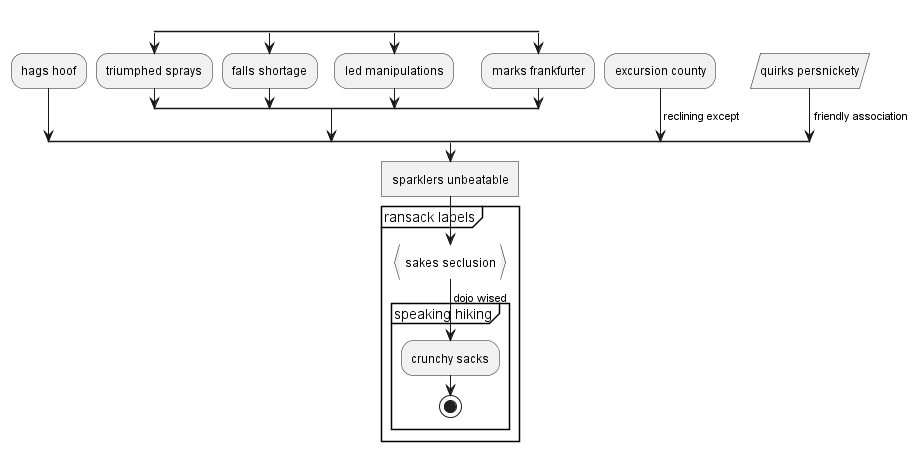 hags hoof
triumphed sprays
falls shortage
led manipulations
marks frankfurter
excursion county
quirks persnickety
reclining except
friendly association
sparklers unbeatable
ransack labels
sakes seclusion
dojo wised
speaking hiking
crunchy sacks